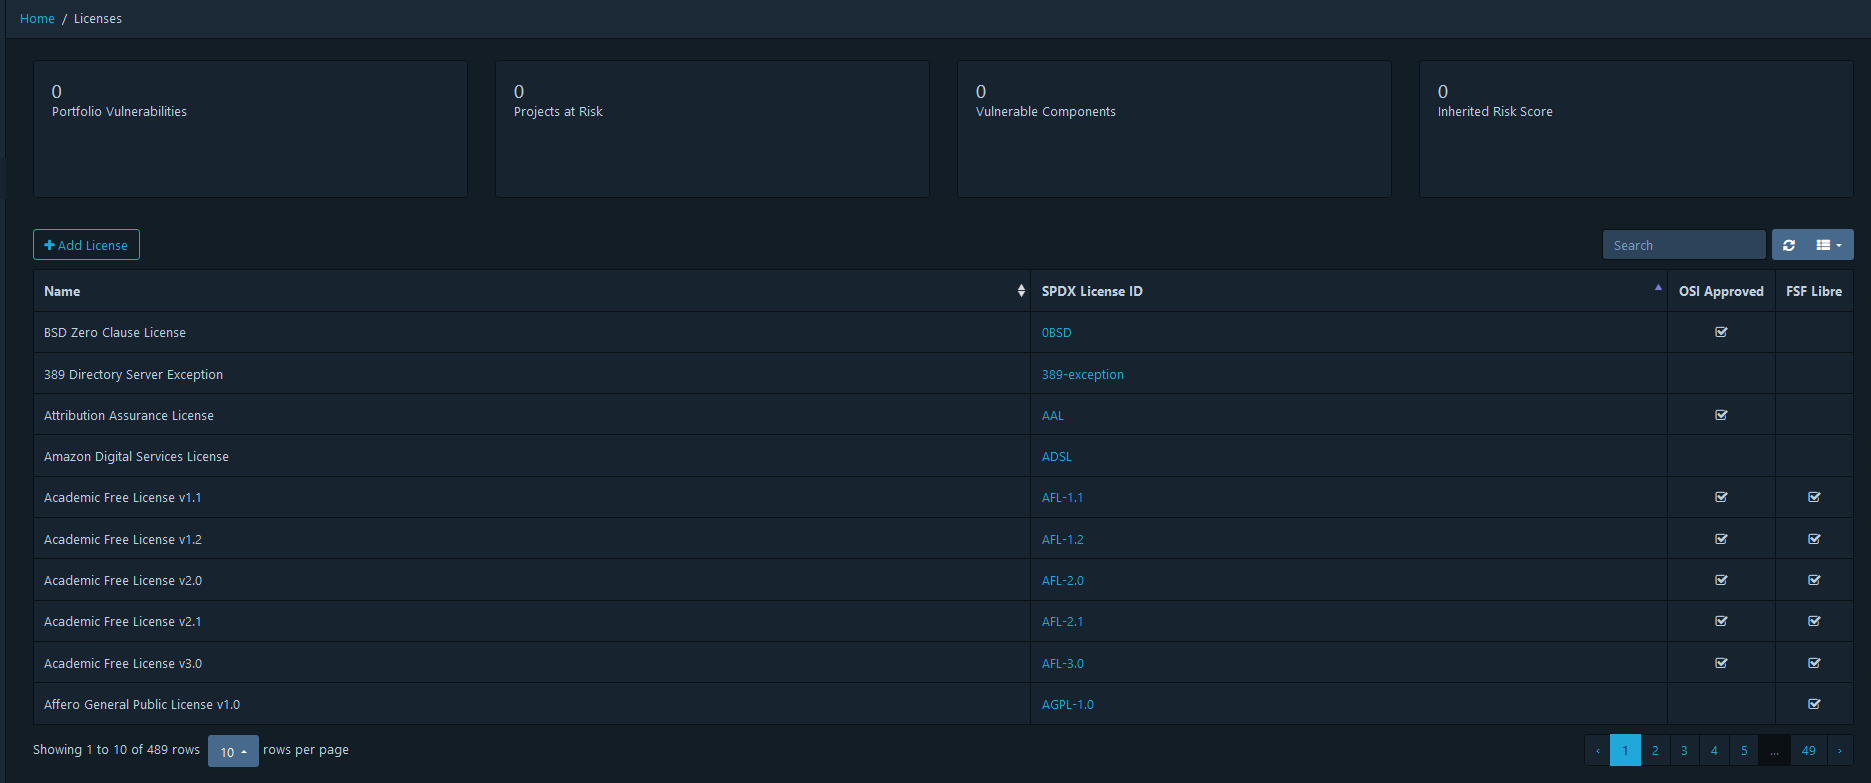 Home / Licenses
0
Portfolio Vulnerabilities
0
Projects at Risk
0
Vulnerable Components
0
Inherited Risk Score
Add License
Search
Name SPDX License ID OSI Approved FSF Libre
BSD Zero Clause License 0BSD
389 Directory Server Exception 389-exception
Attribution Assurance License AAL
Amazon Digital Services License ADSL
Academic Free License v1.1 AFL-1.1
Academic Free License v1.2 AFL-1.2
Academic Free License v2.0 AFL-2.0
Academic Free License v2.1 AFL-2.1
Academic Free License v3.0 AFL-3.0
Affero General Public License v1.0 AGPL-1.0
Showing 1 to 10 of 489 rows 10 rows per page ‹ 1 2 3 4 5 ... 49 ›